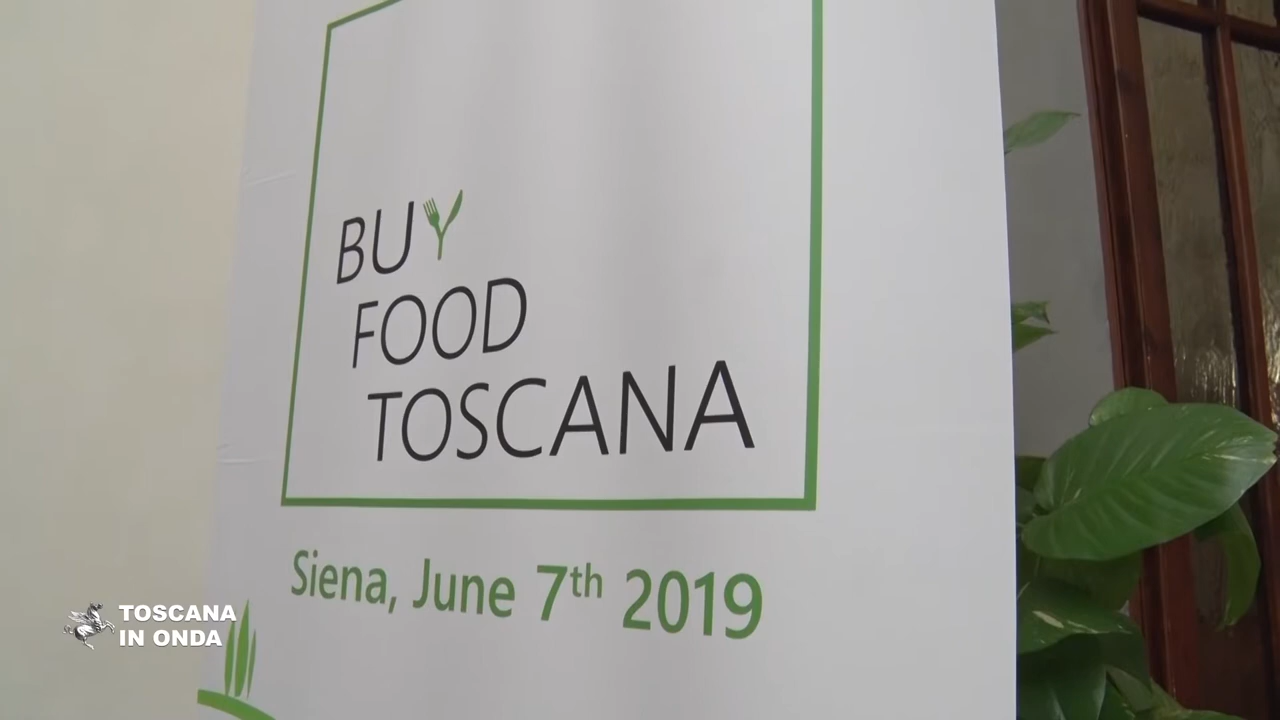 BUY
FOOD
TOSCANA
Siena, June 7th 2019
TOSCANA
IN ONDA